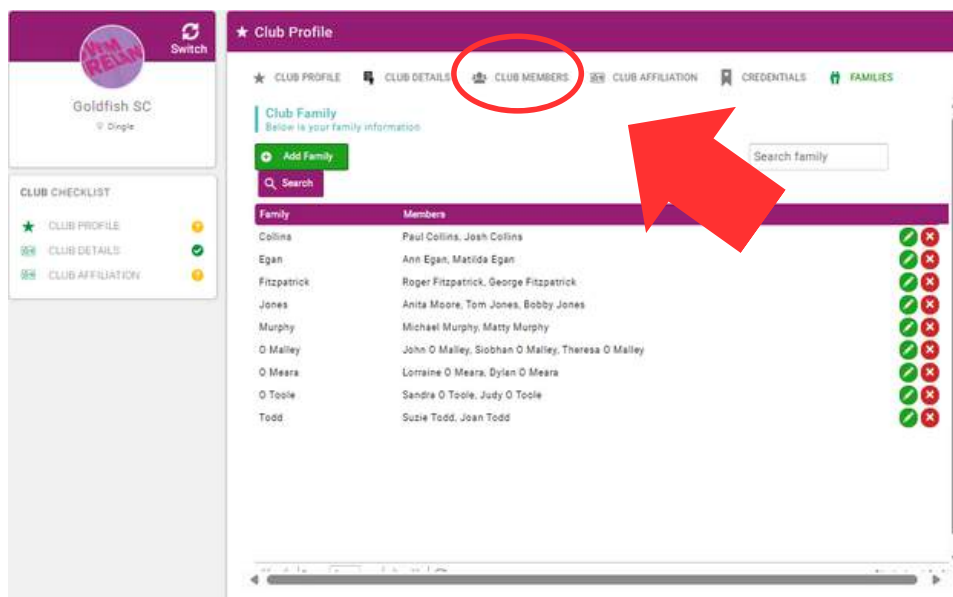 Switch
Goldfish SC
Dingle
CLUB CHECKLIST
CLUB PROFILE
CLUB DETAILS
CLUB AFFILIATION
Club Profile
CLUB PROFILE CLUB DETAILS CLUB MEMBERS CLUB AFFILIATION CREDENTIALS FAMILIES
Club Family
Below is your family information
Add Family
Search family
Search
Family Members
Collins Paul Collins, Josh Collins
Egan Ann Egan, Matilda Egan
Fitzpatrick Roger Fitzpatrick, George Fitzpatrick
Jones Anita Moore, Tom Jones, Bobby Jones
Murphy Michael Murphy, Matty Murphy
O Malley John O Malley, Siobhan O Malley, Theresa O Malley
O Meara Lorraine O Meara, Dylan O Meara
O Toole Sandra O Toole, Judy O Toole
Todd Suzie Todd, Joan Todd